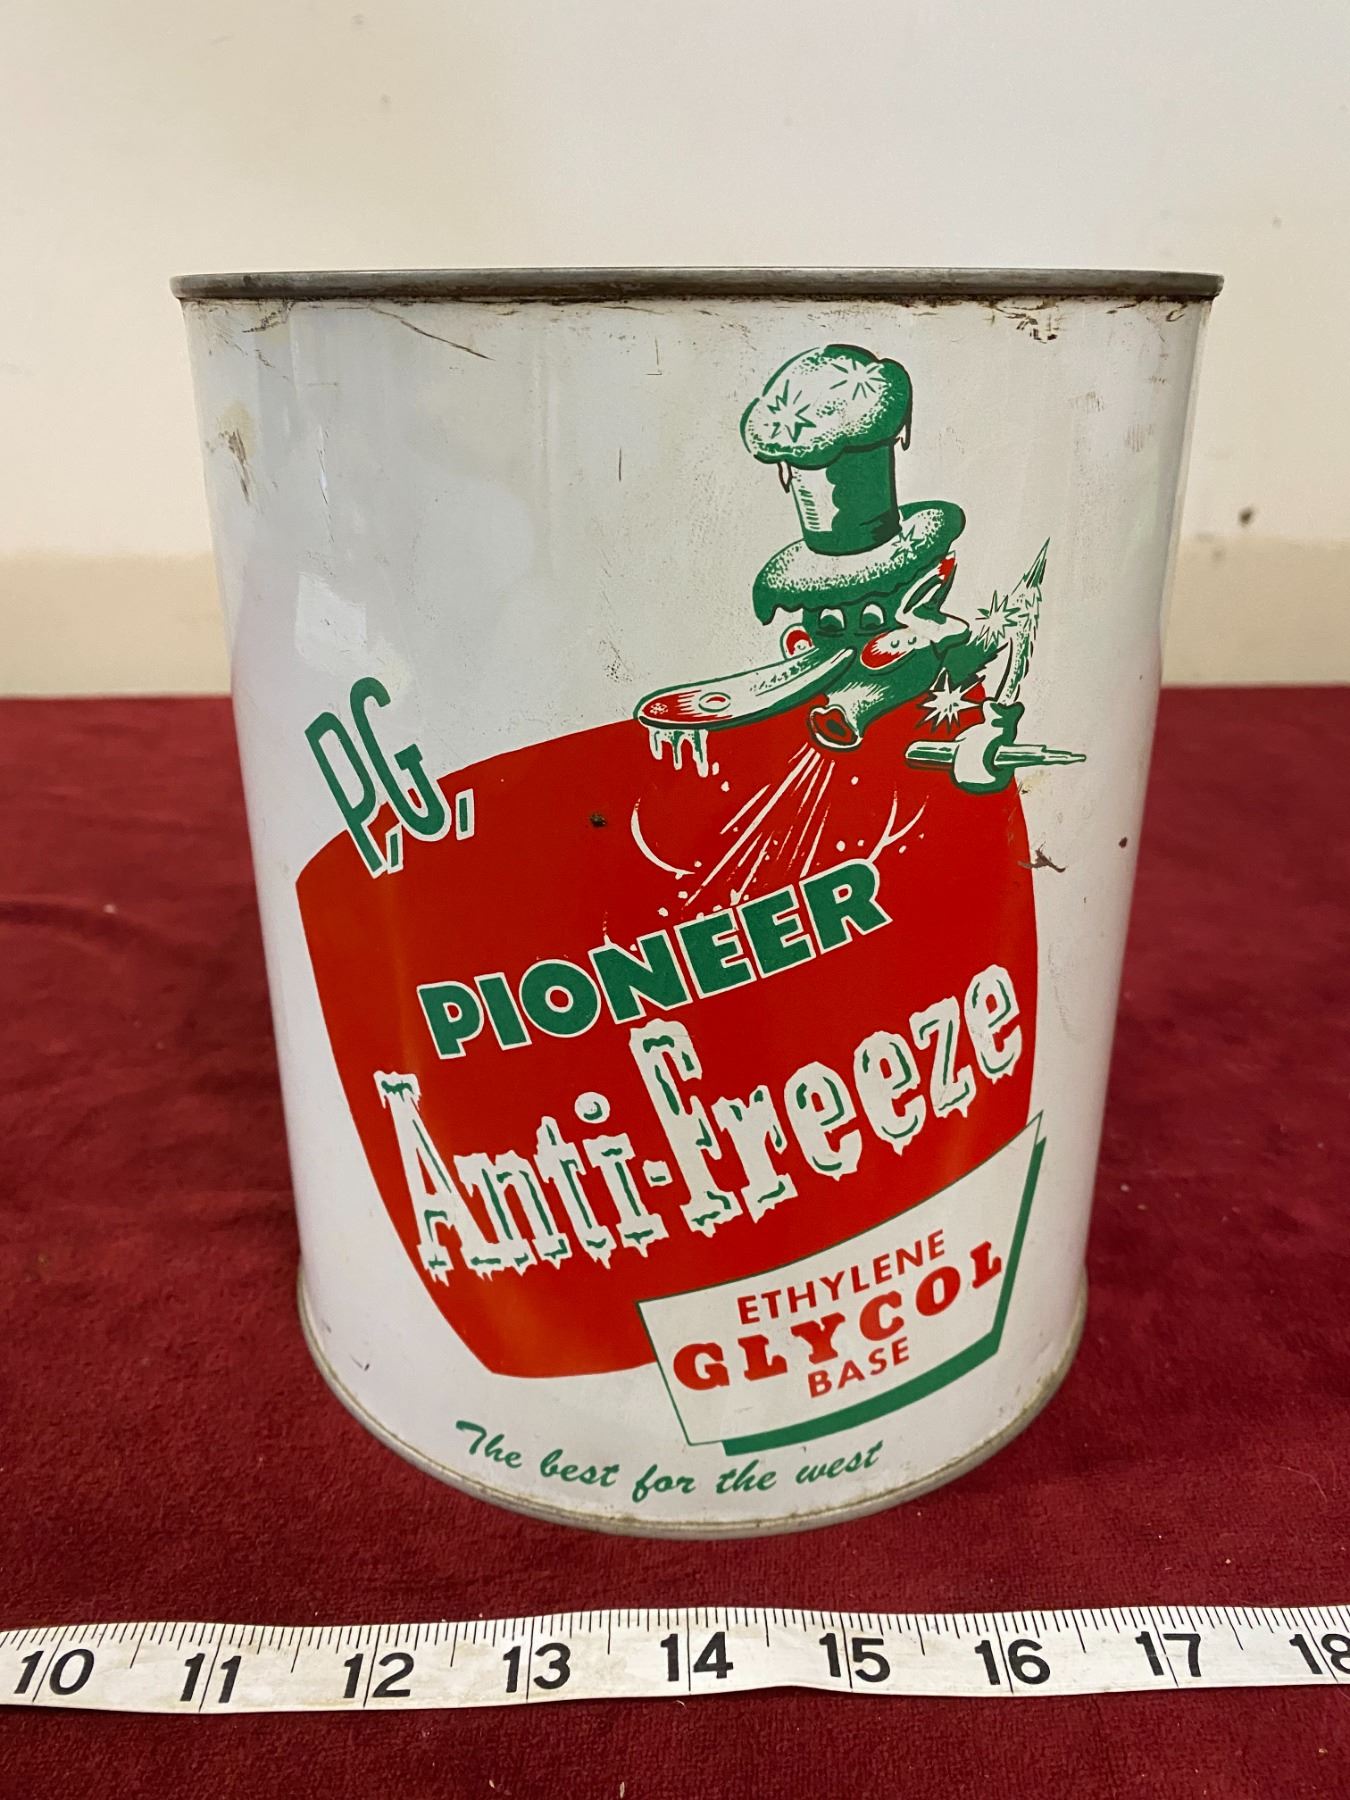 P.G.
PIONEER
Anti-freeze
ETHYLENE
GLYCOL
BASE
The best for the west
10 11 12 13 14 15 16 17 18